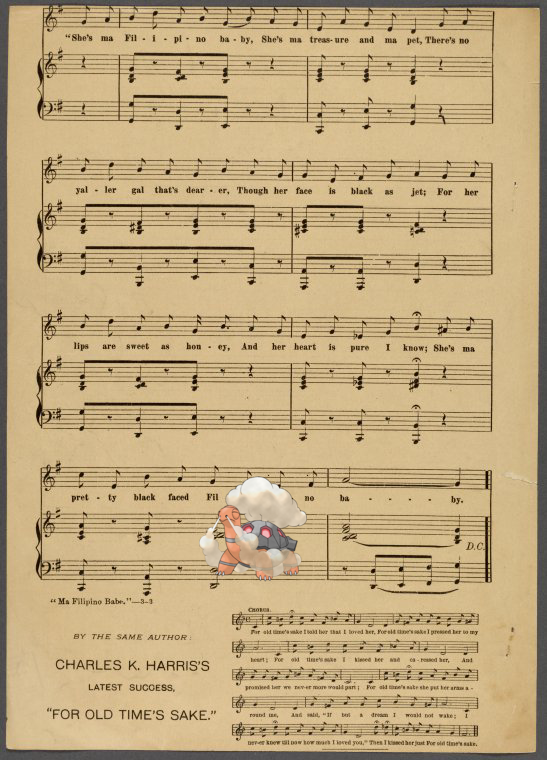 "She's ma Fil - i - pi - no ba - by, She's ma treas - ure and ma pet, There's no
yal - ler gal that's dear - er, Though her face is black as jet; For her
lips are sweet as hon - ey, And her heart is pure I know; She's ma
pret - ty black faced Fil no ba - - - - by,
D.C.
"Ma Filipino Babe."—3-3
BY THE SAME AUTHOR:
CHARLES K. HARRIS'S
LATEST SUCCESS,
"FOR OLD TIME'S SAKE."
CHORUS.
For old time's sake I told her that I loved her, For old time's sake I pressed her to my
heart; For old time's sake I kissed her and ca - ressed her, And
promised her we nev-er more would part; For old time's sake she put her arms a -
round me, And said, "If but a dream I would not wake; I
nev-er knew till now how much I loved you," Then I kissed her just For old time's sake.